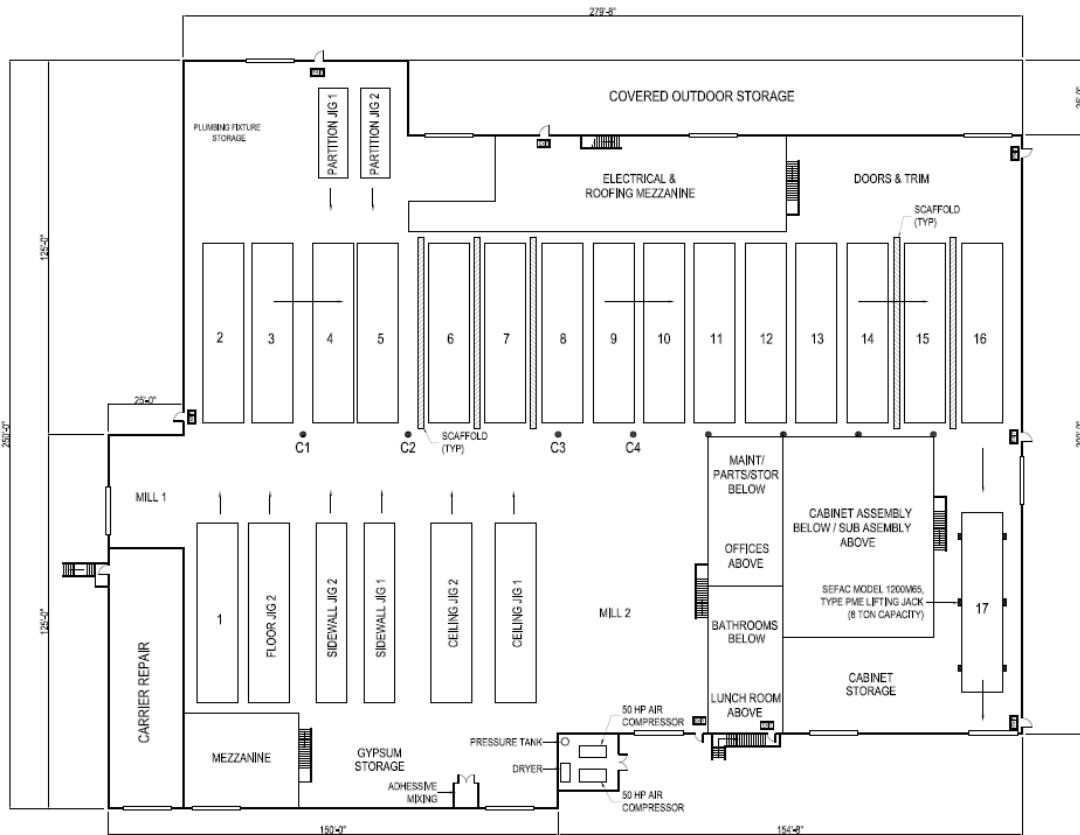 279'-8"
COVERED OUTDOOR STORAGE
PLUMBING FIXTURE
STORAGE
PARTITION JIG 1
PARTITION JIG 2
ELECTRICAL &
ROOFING MEZZANINE
DOORS & TRIM
SCAFFOLD
(TYP)
125'-0"
250'-0"
2
3
4
5
6
7
8
9
10
11
12
13
14
15
16
25'-0"
C1
C2
SCAFFOLD
(TYP)
C3
C4
MILL 1
MAINT/
PARTS/STOR
BELOW
OFFICES
ABOVE
CABINET ASSEMBLY
BELOW / SUB ASEMBLY
ABOVE
SEFAC MODEL 1200M65,
TYPE PME LIFTING JACK
(8 TON CAPACITY)
17
1
FLOOR JIG 2
SIDEWALL JIG 2
SIDEWALL JIG 1
CEILING JIG 2
CEILING JIG 1
MILL 2
BATHROOMS
BELOW
LUNCH ROOM
ABOVE
CABINET
STORAGE
125'-0"
CARRIER REPAIR
MEZZANINE
GYPSUM
STORAGE
ADHESSIVE
MIXING
PRESSURE TANK
DRYER
50 HP AIR
COMPRESSOR
50 HP AIR
COMPRESSOR
150'-0"
154'-8"